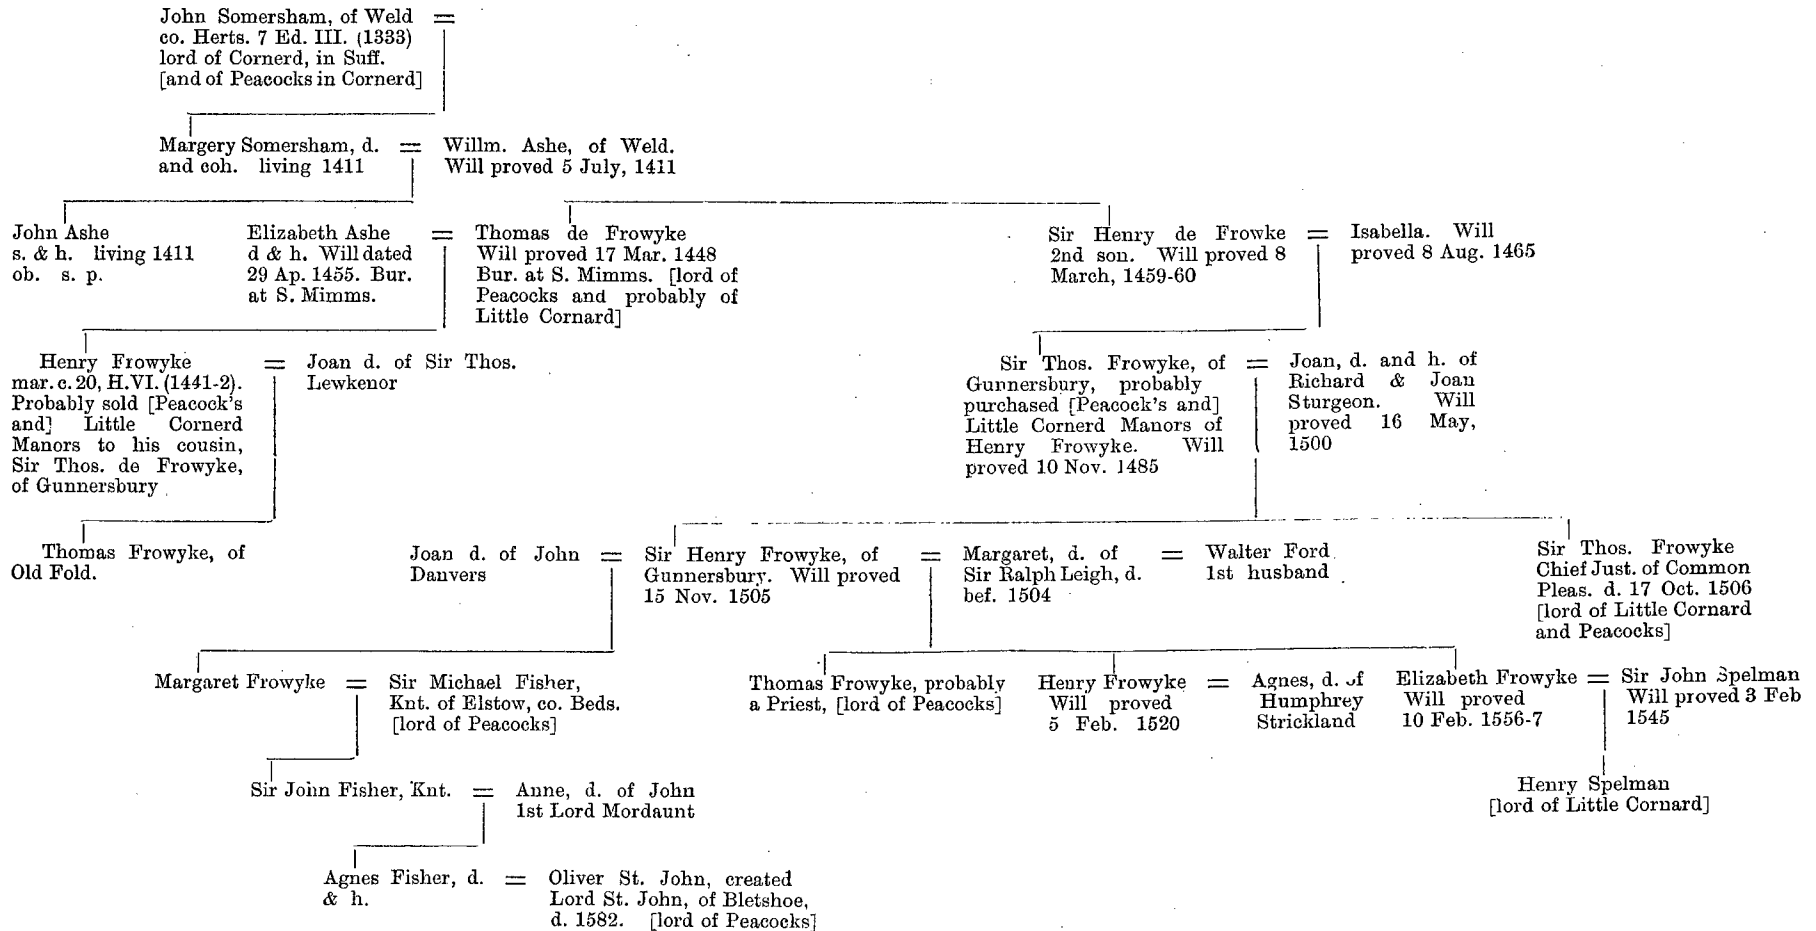 John Somersham, of Weld =
co. Herts. 7 Ed. III. (1333)
lord of Cornerd, in Suff.
[and of Peacocks in Cornerd]
Margery Somersham, d. =
and coh. living 1411
Willm. Ashe, of Weld.
Will proved 5 July, 1411
John Ashe
s. & h. living 1411
ob. s. p.
Elizabeth Ashe =
d & h. Will dated
29 Ap. 1455. Bur.
at S. Mimms.
Thomas de Frowyke
Will proved 17 Mar. 1448
Bur. at S. Mimms. [lord of
Peacocks and probably of
Little Cornard]
Sir Henry de Frowke =
2nd son. Will proved 8
March, 1459-60
Isabella. Will
proved 8 Aug. 1465
Henry Frowyke =
mar. c. 20, H.VI. (1441-2).
Probably sold [Peacock's
and] Little Cornerd
Manors to his cousin,
Sir Thos. de Frowyke,
of Gunnersbury
Joan d. of Sir Thos.
Lewkenor
Sir Thos. Frowyke, of =
Gunnersbury, probably
purchased [Peacock's and]
Little Cornerd Manors of
Henry Frowyke. Will
proved 10 Nov. 1485
Joan, d. and h. of
Richard & Joan
Sturgeon. Will
proved 16 May,
1500
Thomas Frowyke, of
Old Fold.
Joan d. of John =
Danvers
Sir Henry Frowyke, of =
Gunnersbury. Will proved
15 Nov. 1505
Margaret, d. of =
Sir Ralph Leigh, d.
bef. 1504
Walter Ford
1st husband
Sir Thos. Frowyke
Chief Just. of Common
Pleas. d. 17 Oct. 1506
[lord of Little Cornard
and Peacocks]
Margaret Frowyke =
Sir Michael Fisher,
Knt. of Elstow, co. Beds.
[lord of Peacocks]
Thomas Frowyke, probably
a Priest, [lord of Peacocks]
Henry Frowyke =
Will proved
5 Feb. 1520
Agnes, d. of
Humphrey
Strickland
Elizabeth Frowyke =
Will proved
10 Feb. 1556-7
Sir John Spelman
Will proved 3 Feb
1545
Sir John Fisher, Knt. =
Anne, d. of John
1st Lord Mordaunt
Henry Spelman
[lord of Little Cornard]
Agnes Fisher, d. =
& h.
Oliver St. John, created
Lord St. John, of Bletshoe,
d. 1582. [lord of Peacocks]